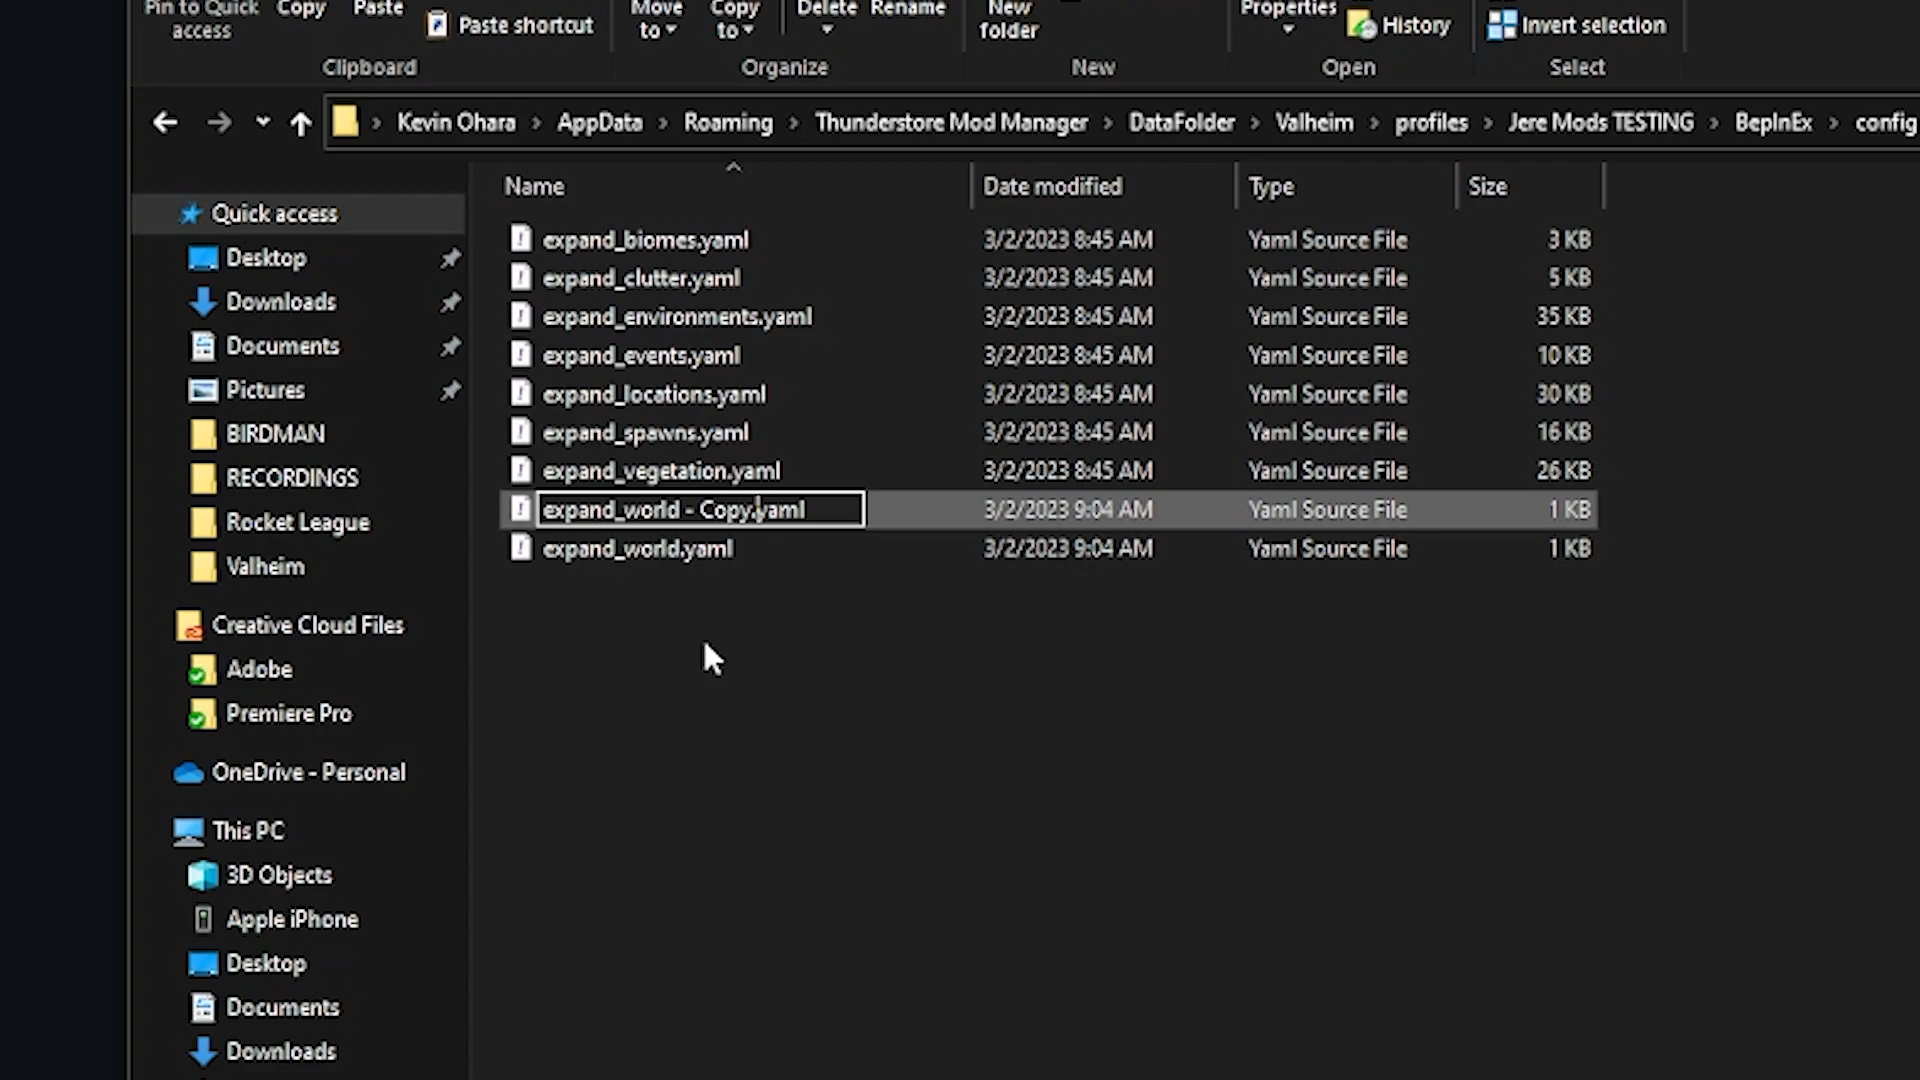 Pin to Quick access
Copy
Paste
Paste shortcut
Move to
Copy to
Delete
Rename
New folder
Properties
History
Invert selection
Clipboard
Organize
New
Open
Select
Kevin Ohara > AppData > Roaming > Thunderstore Mod Manager > DataFolder > Valheim > profiles > Jere Mods TESTING > BepInEx > config
Name
Date modified
Type
Size
Quick access
Desktop
Downloads
Documents
Pictures
BIRDMAN
RECORDINGS
Rocket League
Valheim
Creative Cloud Files
Adobe
Premiere Pro
OneDrive - Personal
This PC
3D Objects
Apple iPhone
Desktop
Documents
Downloads
expand_biomes.yaml 3/2/2023 8:45 AM Yaml Source File 3 KB
expand_clutter.yaml 3/2/2023 8:45 AM Yaml Source File 5 KB
expand_environments.yaml 3/2/2023 8:45 AM Yaml Source File 35 KB
expand_events.yaml 3/2/2023 8:45 AM Yaml Source File 10 KB
expand_locations.yaml 3/2/2023 8:45 AM Yaml Source File 30 KB
expand_spawns.yaml 3/2/2023 8:45 AM Yaml Source File 16 KB
expand_vegetation.yaml 3/2/2023 8:45 AM Yaml Source File 26 KB
expand_world - Copy.yaml 3/2/2023 9:04 AM Yaml Source File 1 KB
expand_world.yaml 3/2/2023 9:04 AM Yaml Source File 1 KB